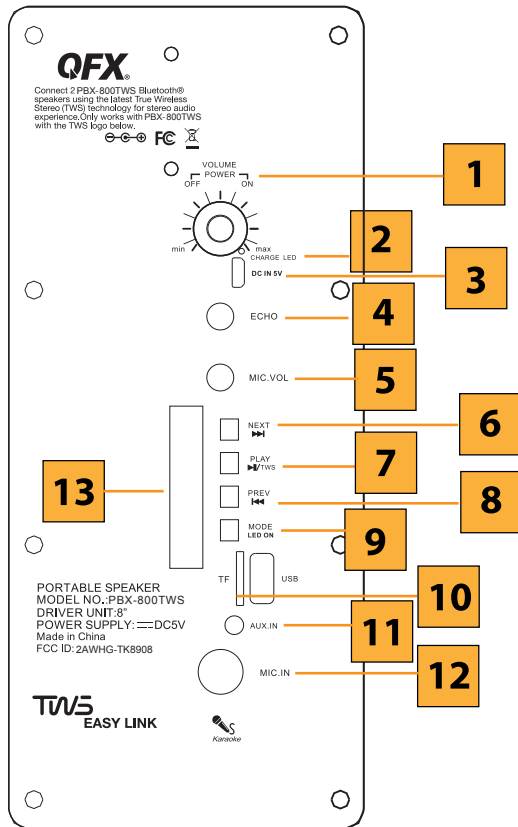 QFX®
Connect 2 PBX-800TWS Bluetooth®
speakers using the latest True Wireless
Stereo (TWS) technology for stereo audio
experience.Only works with PBX-800TWS
with the TWS logo below.
FC
VOLUME
POWER
OFF ON
min max
CHARGE LED
DC IN 5V
ECHO
MIC.VOL
NEXT
PLAY
/TWS
PREV
MODE
LED ON
TF USB
AUX.IN
MIC.IN
PORTABLE SPEAKER
MODEL NO.:PBX-800TWS
DRIVER UNIT:8"
POWER SUPPLY: DC5V
Made in China
FCC ID: 2AWHG-TK8908
TWS
EASY LINK
Karaoke
1
2
3
4
5
6
7
8
9
10
11
12
13